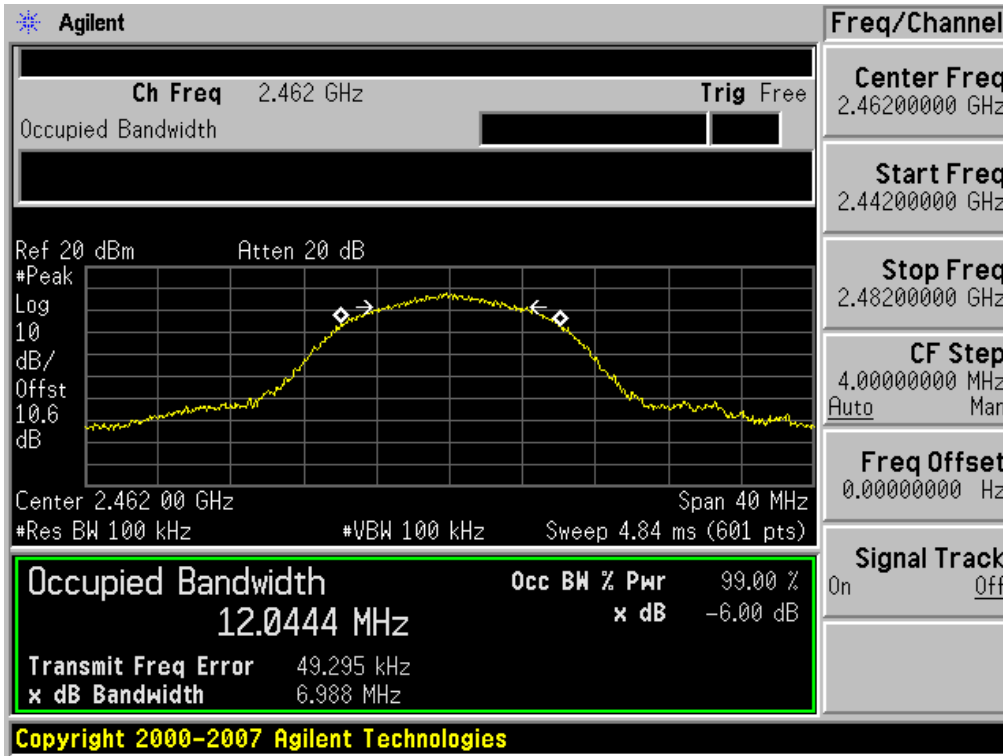 Agilent
Freq/Channel
Ch Freq 2.462 GHz Trig Free
Occupied Bandwidth
Center Freq
2.46200000 GHz
Start Freq
2.44200000 GHz
Stop Freq
2.48200000 GHz
CF Step
4.00000000 MHz
Auto Man
Freq Offset
0.00000000 Hz
Signal Track
On Off
Ref 20 dBm Atten 20 dB
#Peak
Log
10
dB/
Offst
10.6
dB
Center 2.462 00 GHz Span 40 MHz
#Res BW 100 kHz #VBW 100 kHz Sweep 4.84 ms (601 pts)
Occupied Bandwidth
12.0444 MHz
Occ BW % Pwr 99.00 %
x dB -6.00 dB
Transmit Freq Error 49.295 kHz
x dB Bandwidth 6.988 MHz
Copyright 2000-2007 Agilent Technologies